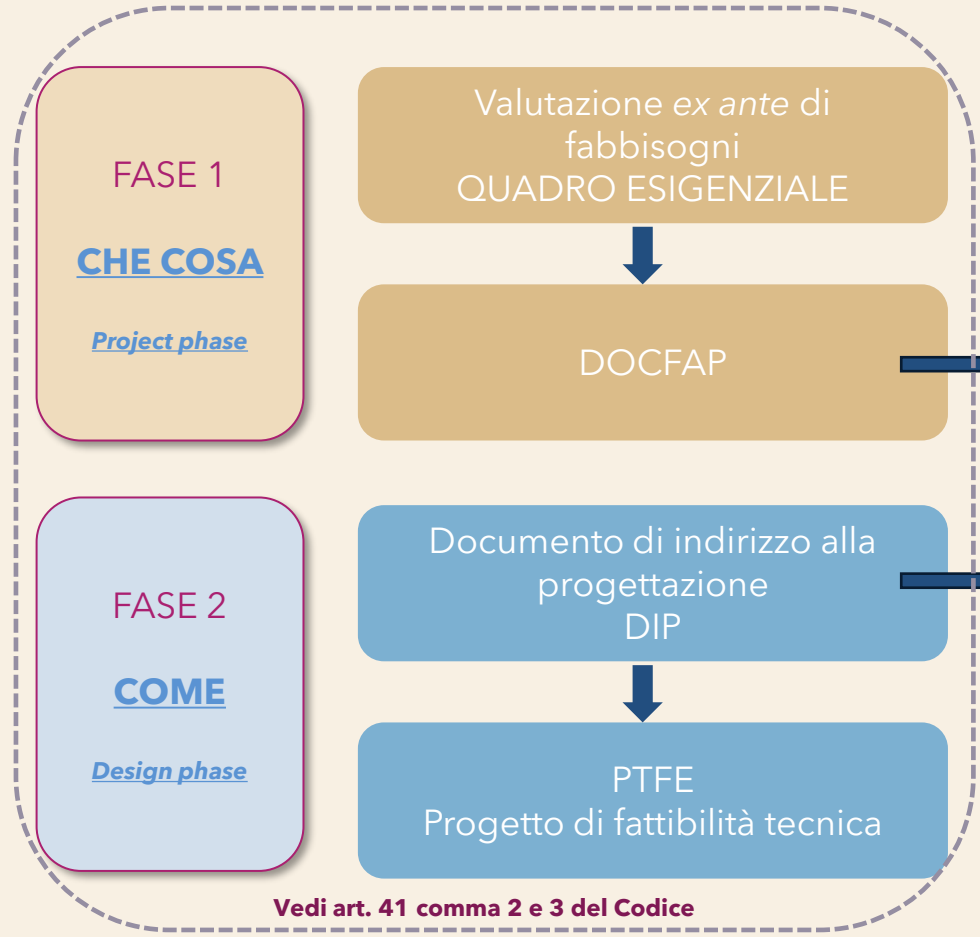 FASE 1
CHE COSA
Project phase
Valutazione ex ante di
fabbisogni
QUADRO ESIGENZIALE
DOCFAP
FASE 2
COME
Design phase
Documento di indirizzo alla
progettazione
DIP
PTFE
Progetto di fattibilità tecnica
Vedi art. 41 comma 2 e 3 del Codice